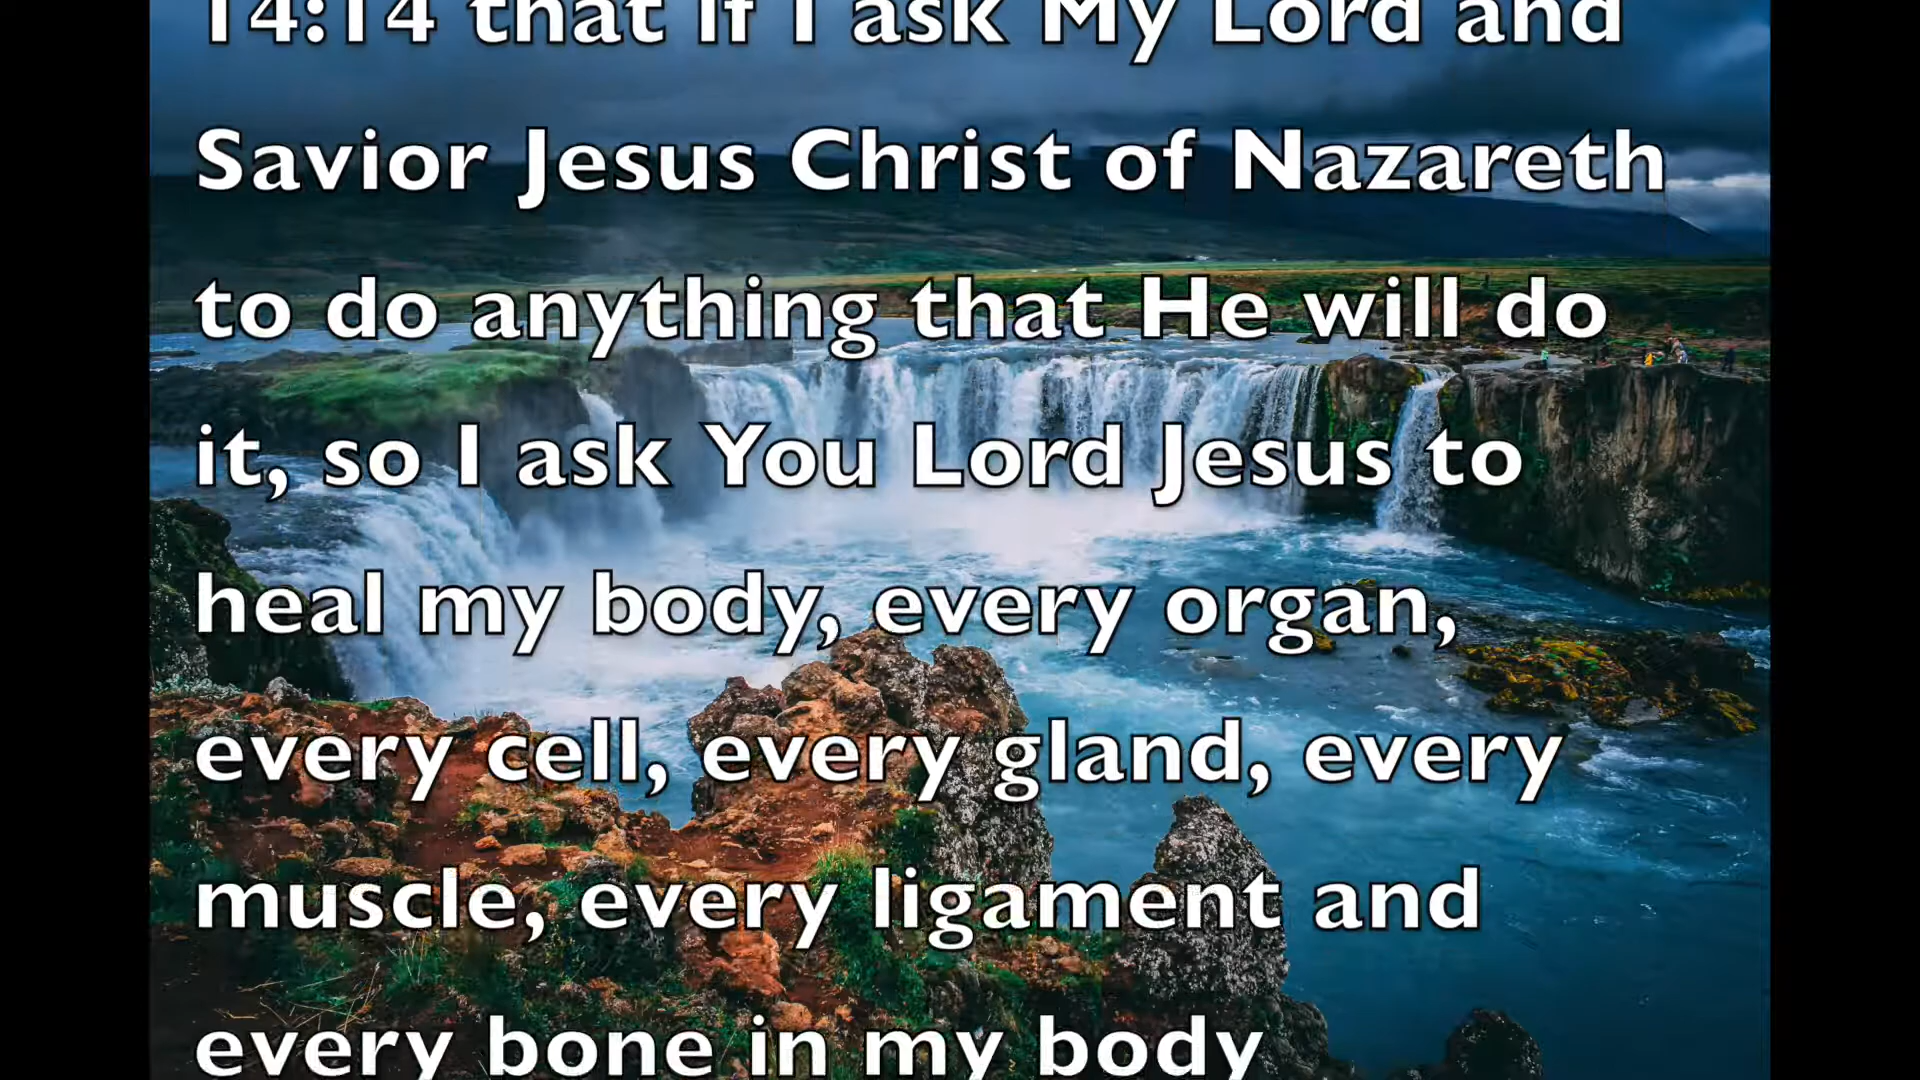 14:14 that if I ask My Lord and
Savior Jesus Christ of Nazareth
to do anything that He will do
it, so I ask You Lord Jesus to
heal my body, every organ,
every cell, every gland, every
muscle, every ligament and
every bone in my body